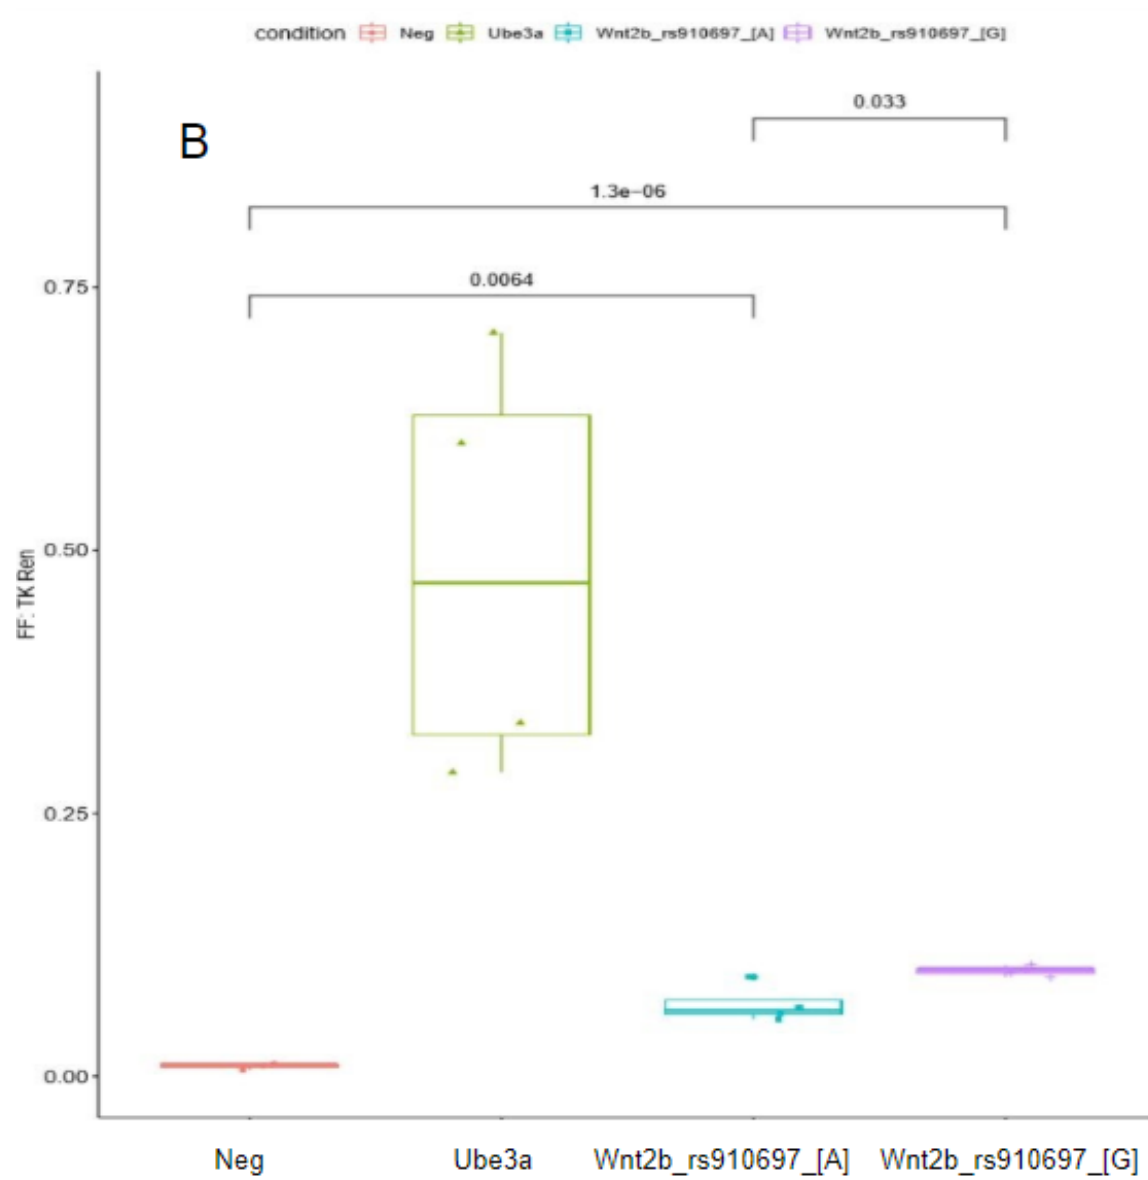 condition Neg Ube3a Wnt2b_rs910697_[A] Wnt2b_rs910697_[G]
B
0.033
1.3e−06
0.0064
0.75
0.50
0.25
0.00
FF: TK Ren
Neg Ube3a Wnt2b_rs910697_[A] Wnt2b_rs910697_[G]